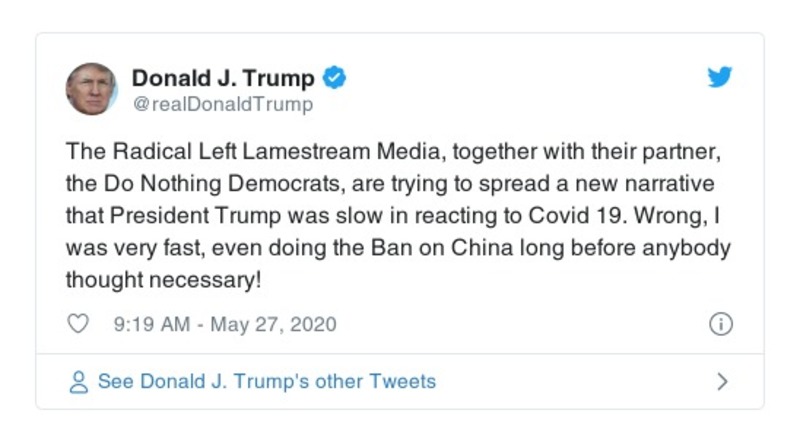 Donald J. Trump
@realDonaldTrump
The Radical Left Lamestream Media, together with their partner,
the Do Nothing Democrats, are trying to spread a new narrative
that President Trump was slow in reacting to Covid 19. Wrong, I
was very fast, even doing the Ban on China long before anybody
thought necessary!
9:19 AM - May 27, 2020
See Donald J. Trump's other Tweets